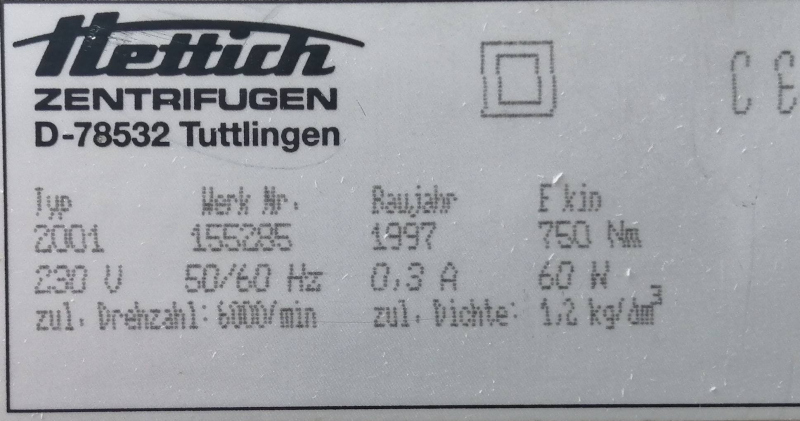 Hettich
ZENTRIFUGEN
D-78532 Tuttlingen
CE
Typ Werk Nr. Baujahr E kin
2001 155285 1997 750 Nm
230 V 50/60 Hz 0,3 A 60 W
zul. Drehzahl: 6000/min zul. Dichte: 1,2 kg/dm³